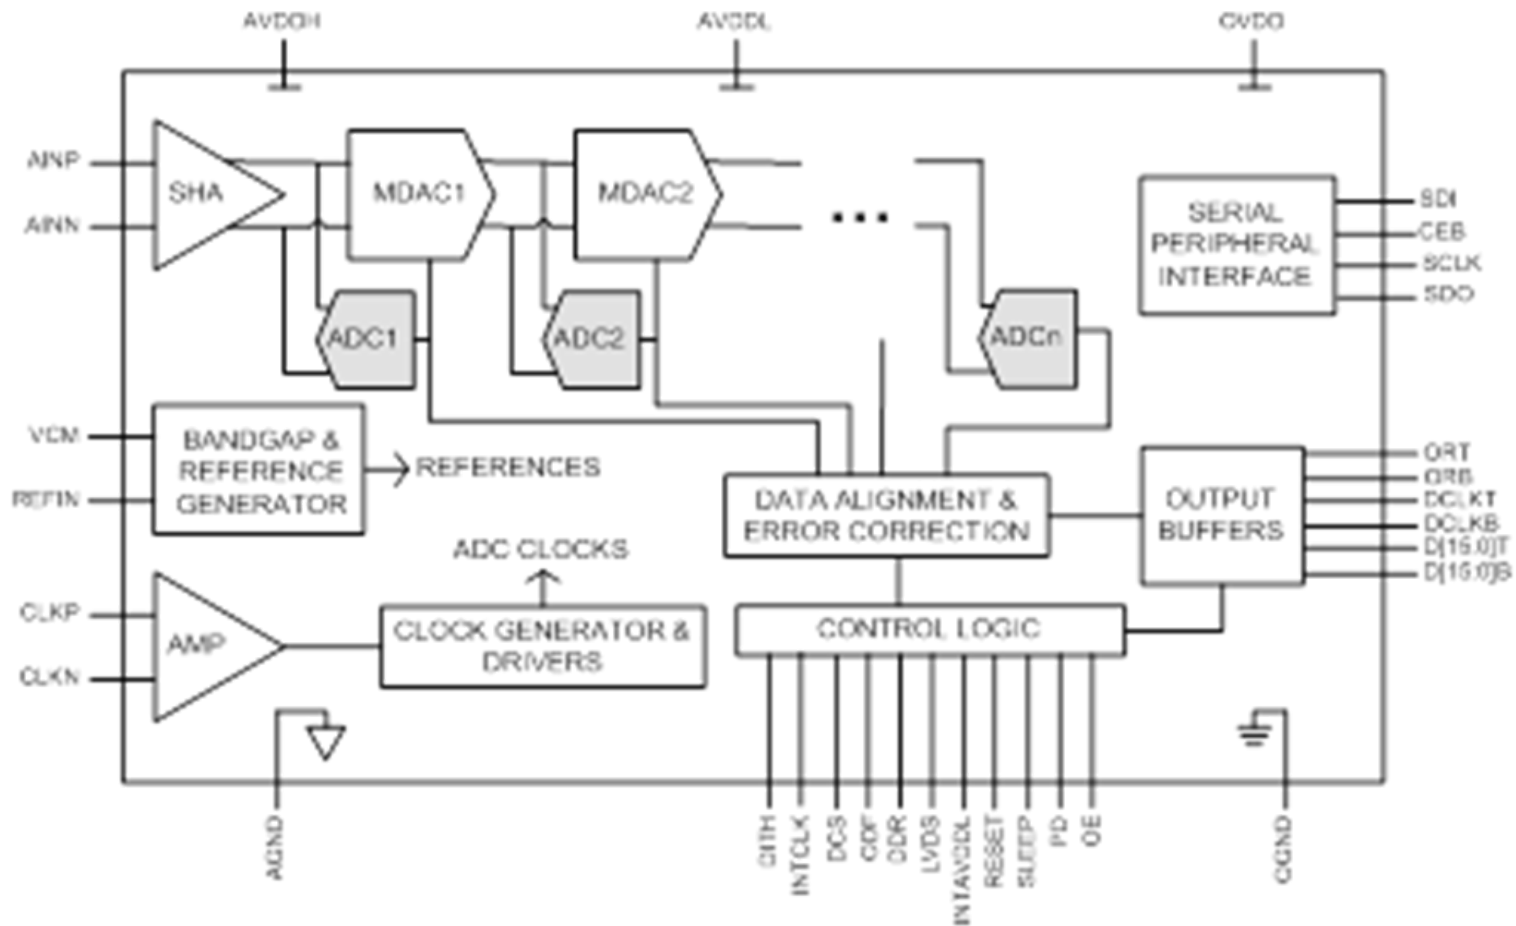 AVDDH AVDDL OVDD
AINP
AINN
SHA
MDAC1
MDAC2
...
ADC1
ADC2
ADCn
SERIAL
PERIPHERAL
INTERFACE
SDI
CEB
SCLK
SDO
VCM
REFIN
BANDGAP &
REFERENCE
GENERATOR
REFERENCES
DATA ALIGNMENT &
ERROR CORRECTION
OUTPUT
BUFFERS
ORT
ORB
DCLKT
DCLKB
D[15:0]T
D[15:0]B
ADC CLOCKS
CLKP
CLKN
AMP
CLOCK GENERATOR &
DRIVERS
CONTROL LOGIC
AGND
DITH
INTCLK
DCS
ODF
DDR
LVDS
INTAVDDL
RESET
SLEEP
PD
OE
OGND